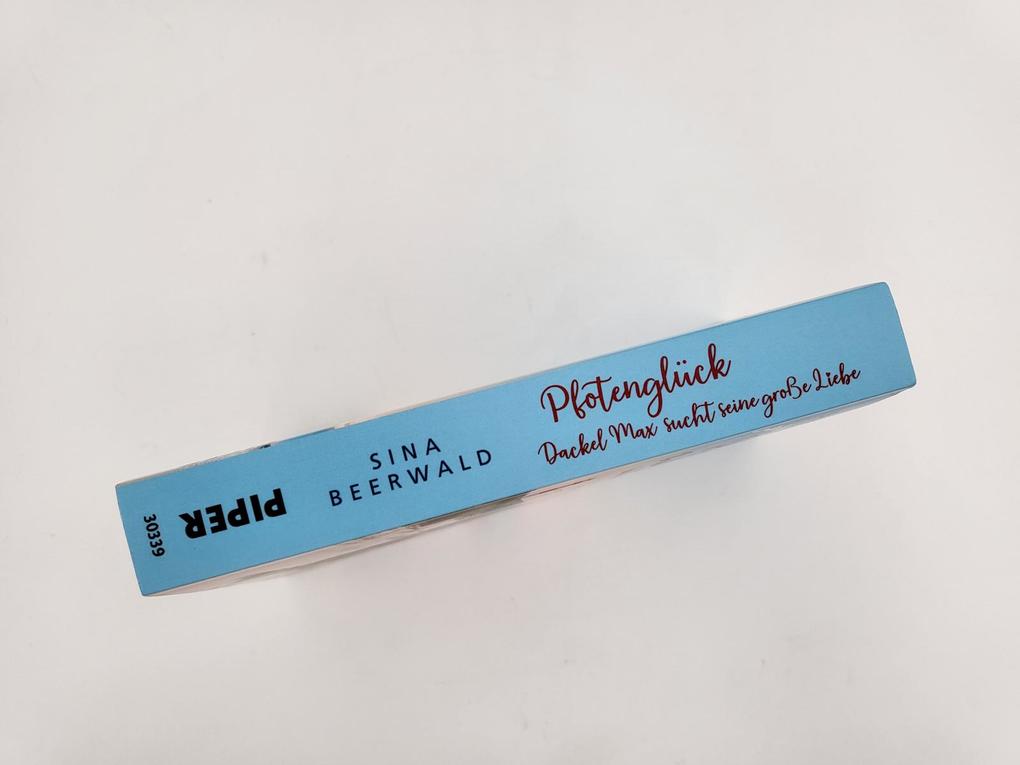 Pfotenglück
Dackel Max sucht seine große Liebe
SINA
BEERWALD
PIPER
30339